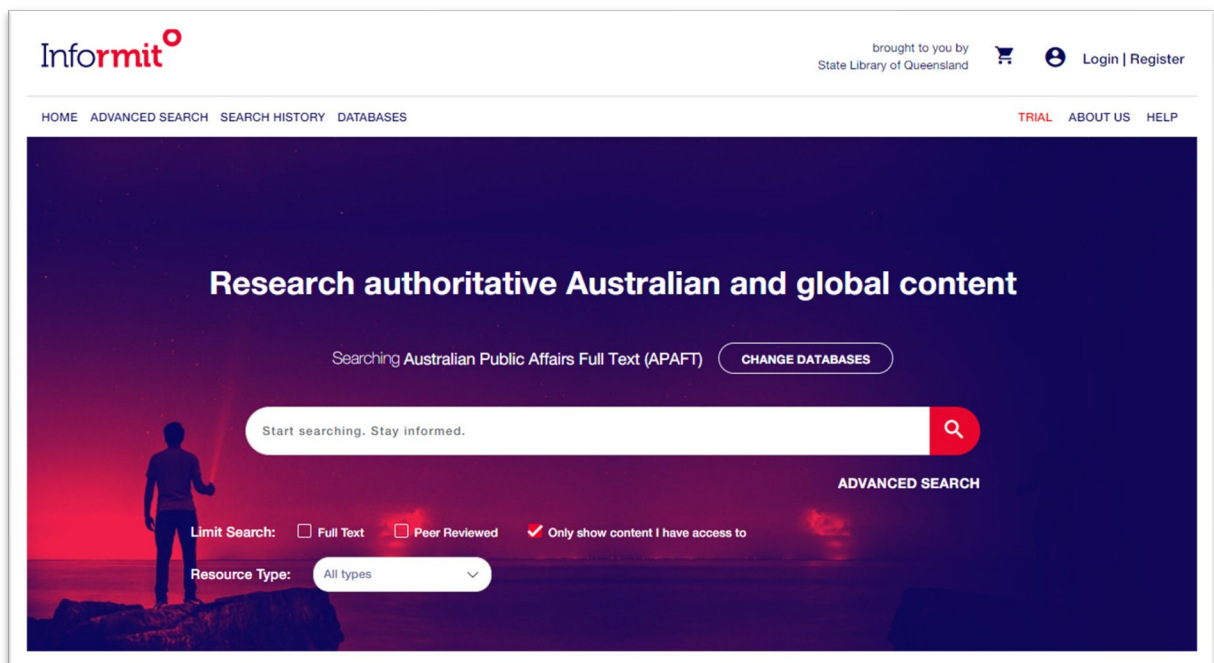 Informit
brought to you by
State Library of Queensland
Login | Register
HOME ADVANCED SEARCH SEARCH HISTORY DATABASES
TRIAL ABOUT US HELP
Research authoritative Australian and global content
Searching Australian Public Affairs Full Text (APAFT) CHANGE DATABASES
Start searching. Stay informed.
ADVANCED SEARCH
Limit Search: Full Text Peer Reviewed Only show content I have access to
Resource Type: All types